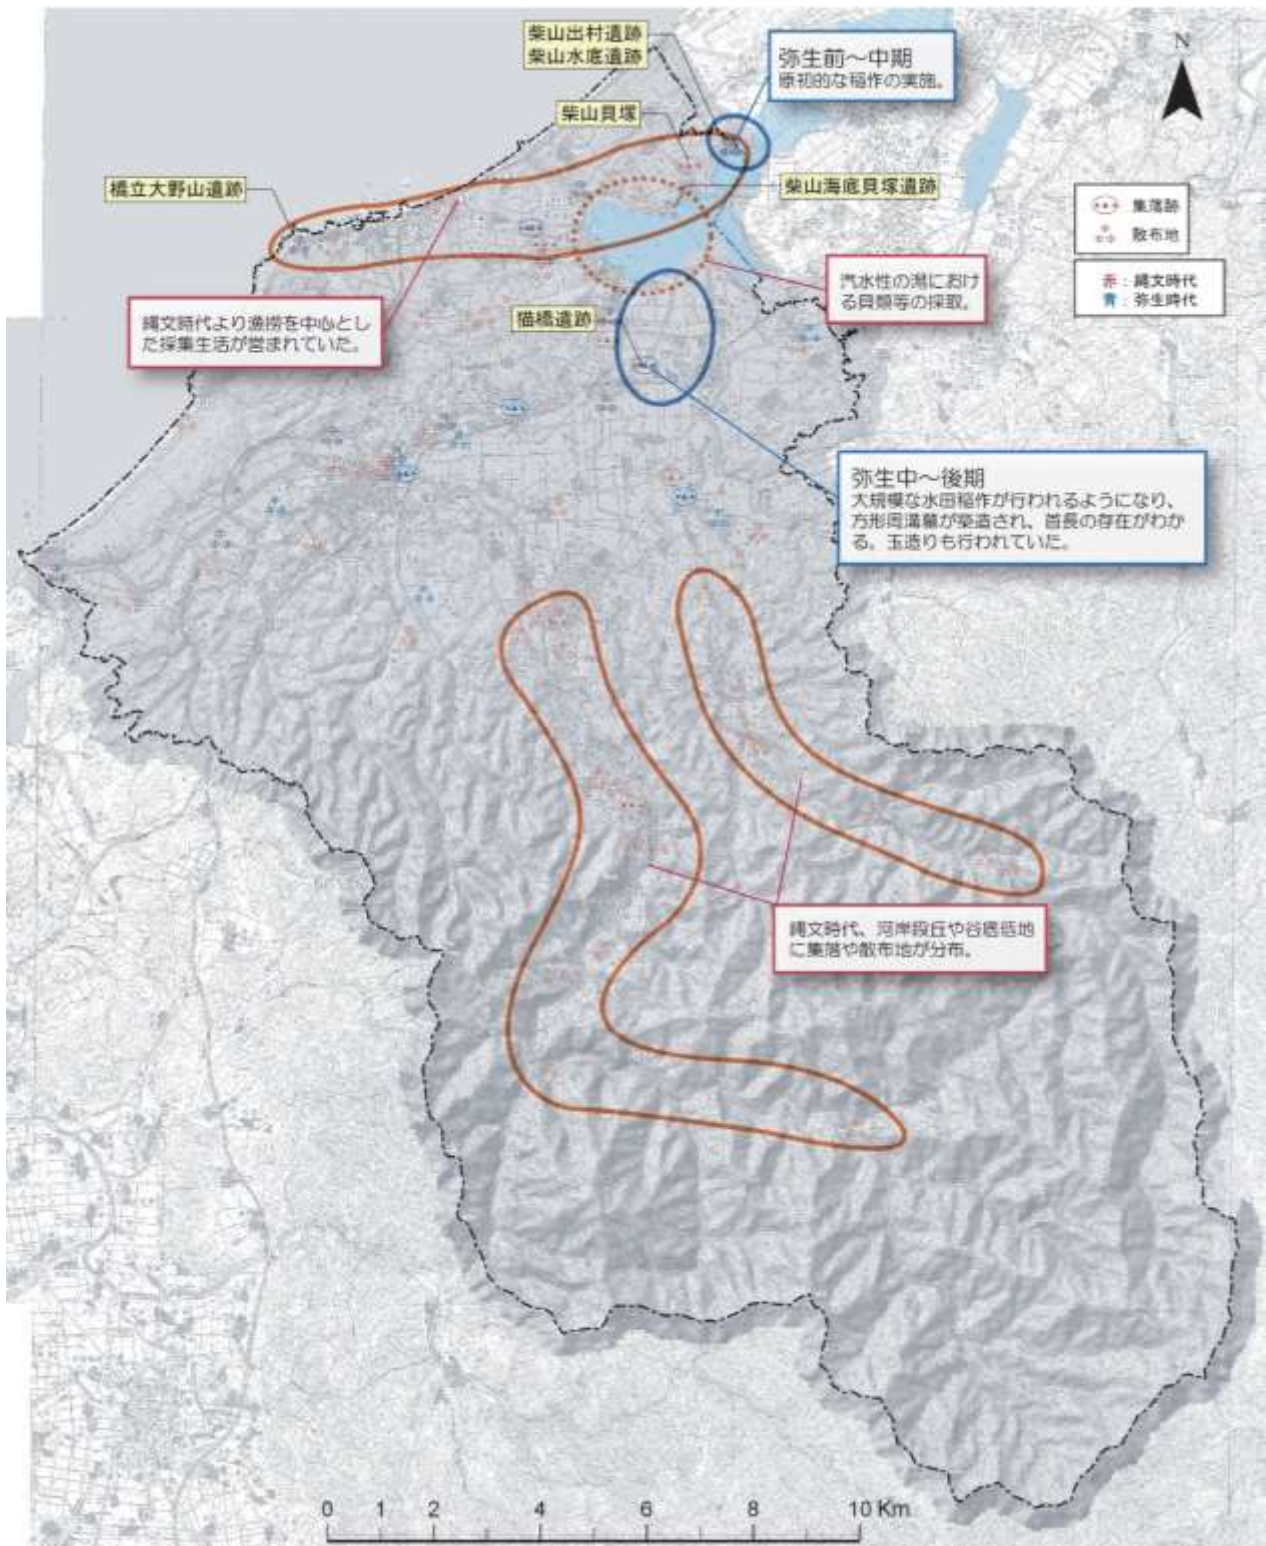 柴山出村遺跡
柴山水底遺跡
弥生前～中期
原初的な稲作の実施。
N
柴山貝塚
橋立大野山遺跡
柴山海底貝塚遺跡
集落跡
散布地
赤：縄文時代
青：弥生時代
汽水性の潟におけ
る貝類等の採取。
縄文時代より漁撈を中心とし
た採集生活が営まれていた。
猫橋遺跡
弥生中～後期
大規模な水田稲作が行われるようになり、
方形周溝墓が築造され、首長の存在がわか
る。玉造りも行われていた。
縄文時代、河岸段丘や谷底低地
に集落や散布地が分布。
0 1 2 4 6 8 10 Km